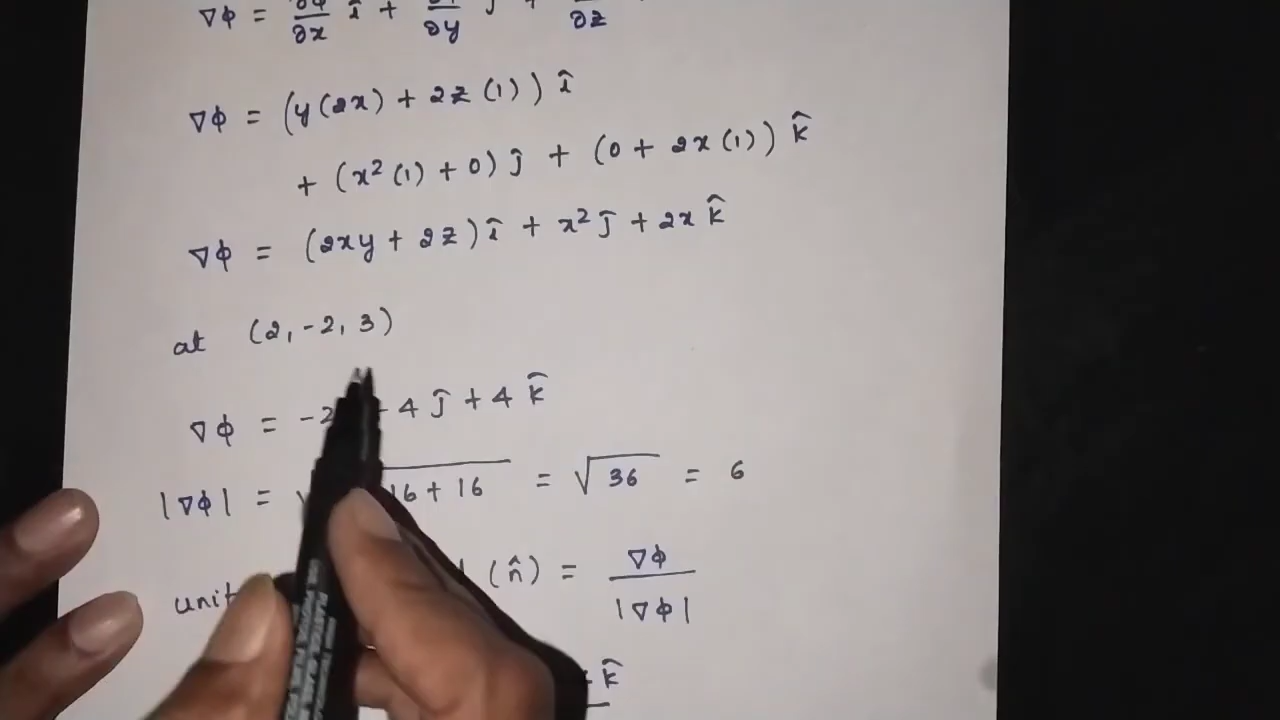 ∇ϕ = ∂ϕ/∂x î + ∂ϕ/∂y ĵ + /∂z
∇ϕ = (y(2x) + 2z(1)) î
+ (x²(1) + 0) ĵ + (0 + 2x(1)) k̂
∇ϕ = (2xy + 2z) î + x² ĵ + 2x k̂
at (2, -2, 3)
∇ϕ = -2 + 4 ĵ + 4 k̂
|∇ϕ| = √ 16 + 16 = √36 = 6
unit (n̂) = ∇ϕ/|∇ϕ|
k̂